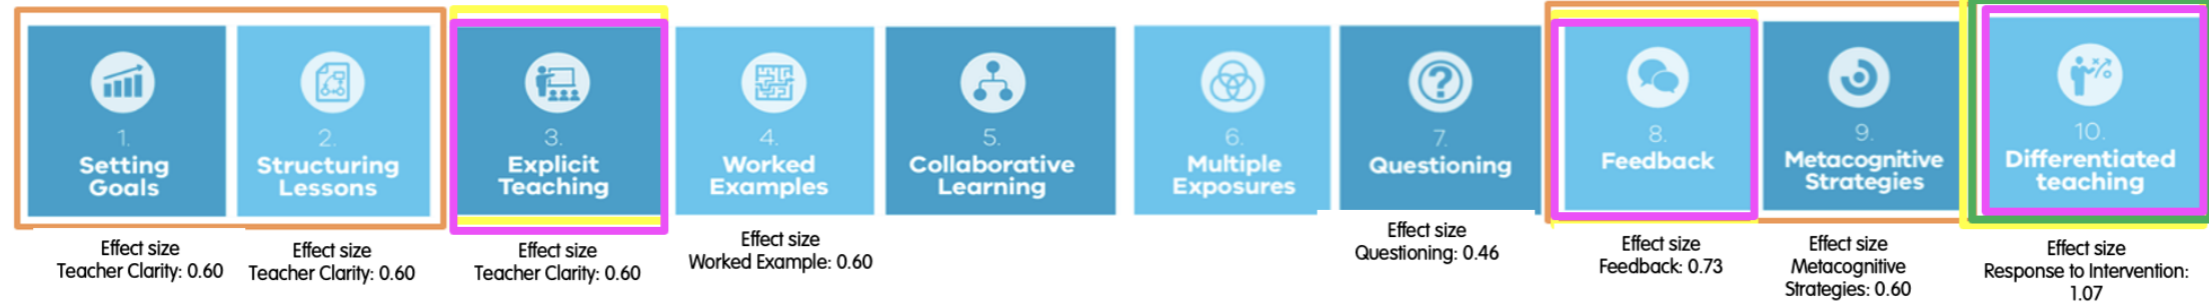 1.
Setting
Goals
Effect size
Teacher Clarity: 0.60
2.
Structuring
Lessons
Effect size
Teacher Clarity: 0.60
3.
Explicit
Teaching
Effect size
Teacher Clarity: 0.60
4.
Worked
Examples
Effect size
Worked Example: 0.60
5.
Collaborative
Learning
6.
Multiple
Exposures
7.
Questioning
Effect size
Questioning: 0.46
8.
Feedback
Effect size
Feedback: 0.73
9.
Metacognitive
Strategies
Effect size
Metacognitive
Strategies: 0.60
10.
Differentiated
teaching
Effect size
Response to Intervention:
1.07